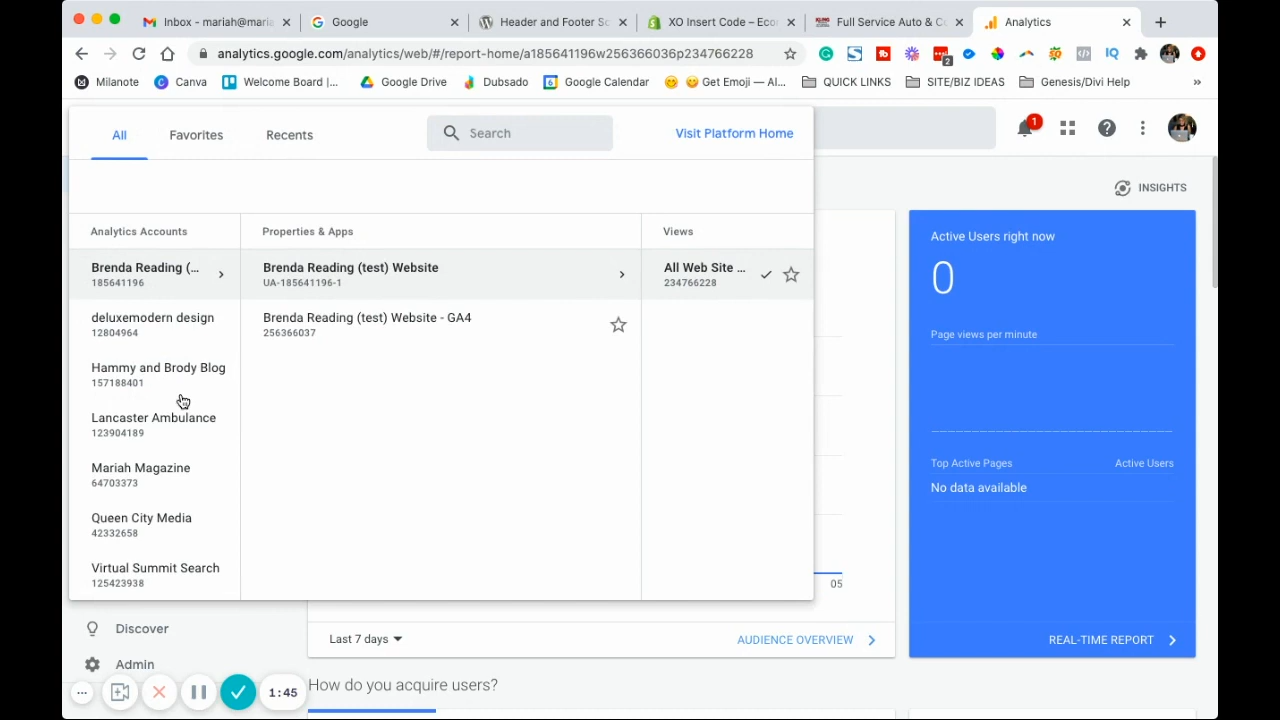 Inbox - mariah@maria
Google
Header and Footer Sc
XO Insert Code – Ecor
Full Service Auto & Co
Analytics
analytics.google.com/analytics/web/#/report-home/a185641196w256366036p234766228
2
Milanote
Canva
Welcome Board |...
Google Drive
Dubsado
Google Calendar
Get Emoji — Al...
QUICK LINKS
SITE/BIZ IDEAS
Genesis/Divi Help
»
All
Favorites
Recents
Search
Visit Platform Home
1
INSIGHTS
Analytics Accounts
Properties & Apps
Views
Brenda Reading (...
185641196
Brenda Reading (test) Website
UA-185641196-1
All Web Site ...
234766228
deluxemodern design
12804964
Brenda Reading (test) Website - GA4
256366037
Hammy and Brody Blog
157188401
Lancaster Ambulance
123904189
Mariah Magazine
64703373
Queen City Media
42332658
Virtual Summit Search
125423938
Active Users right now
0
Page views per minute
Top Active Pages
Active Users
No data available
05
Discover
Last 7 days
AUDIENCE OVERVIEW
REAL-TIME REPORT
Admin
1:45
How do you acquire users?